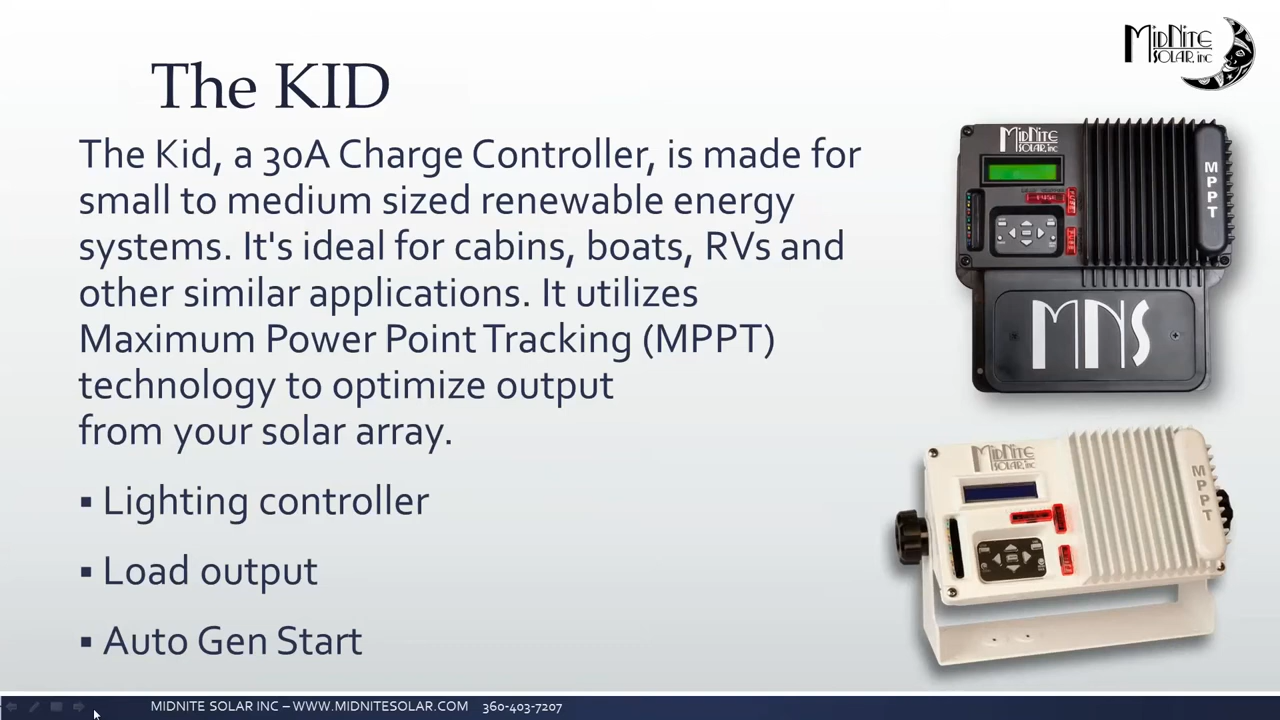 The KID
MIDNITE
SOLAR, INC
The Kid, a 30A Charge Controller, is made for
small to medium sized renewable energy
systems. It's ideal for cabins, boats, RVs and
other similar applications. It utilizes
Maximum Power Point Tracking (MPPT)
technology to optimize output
from your solar array.
▪ Lighting controller
▪ Load output
▪ Auto Gen Start
MIDNITE
SOLAR, INC
MPPT
MNS
MIDNITE
SOLAR, INC
MPPT
MIDNITE SOLAR INC – WWW.MIDNITESOLAR.COM 360-403-7207